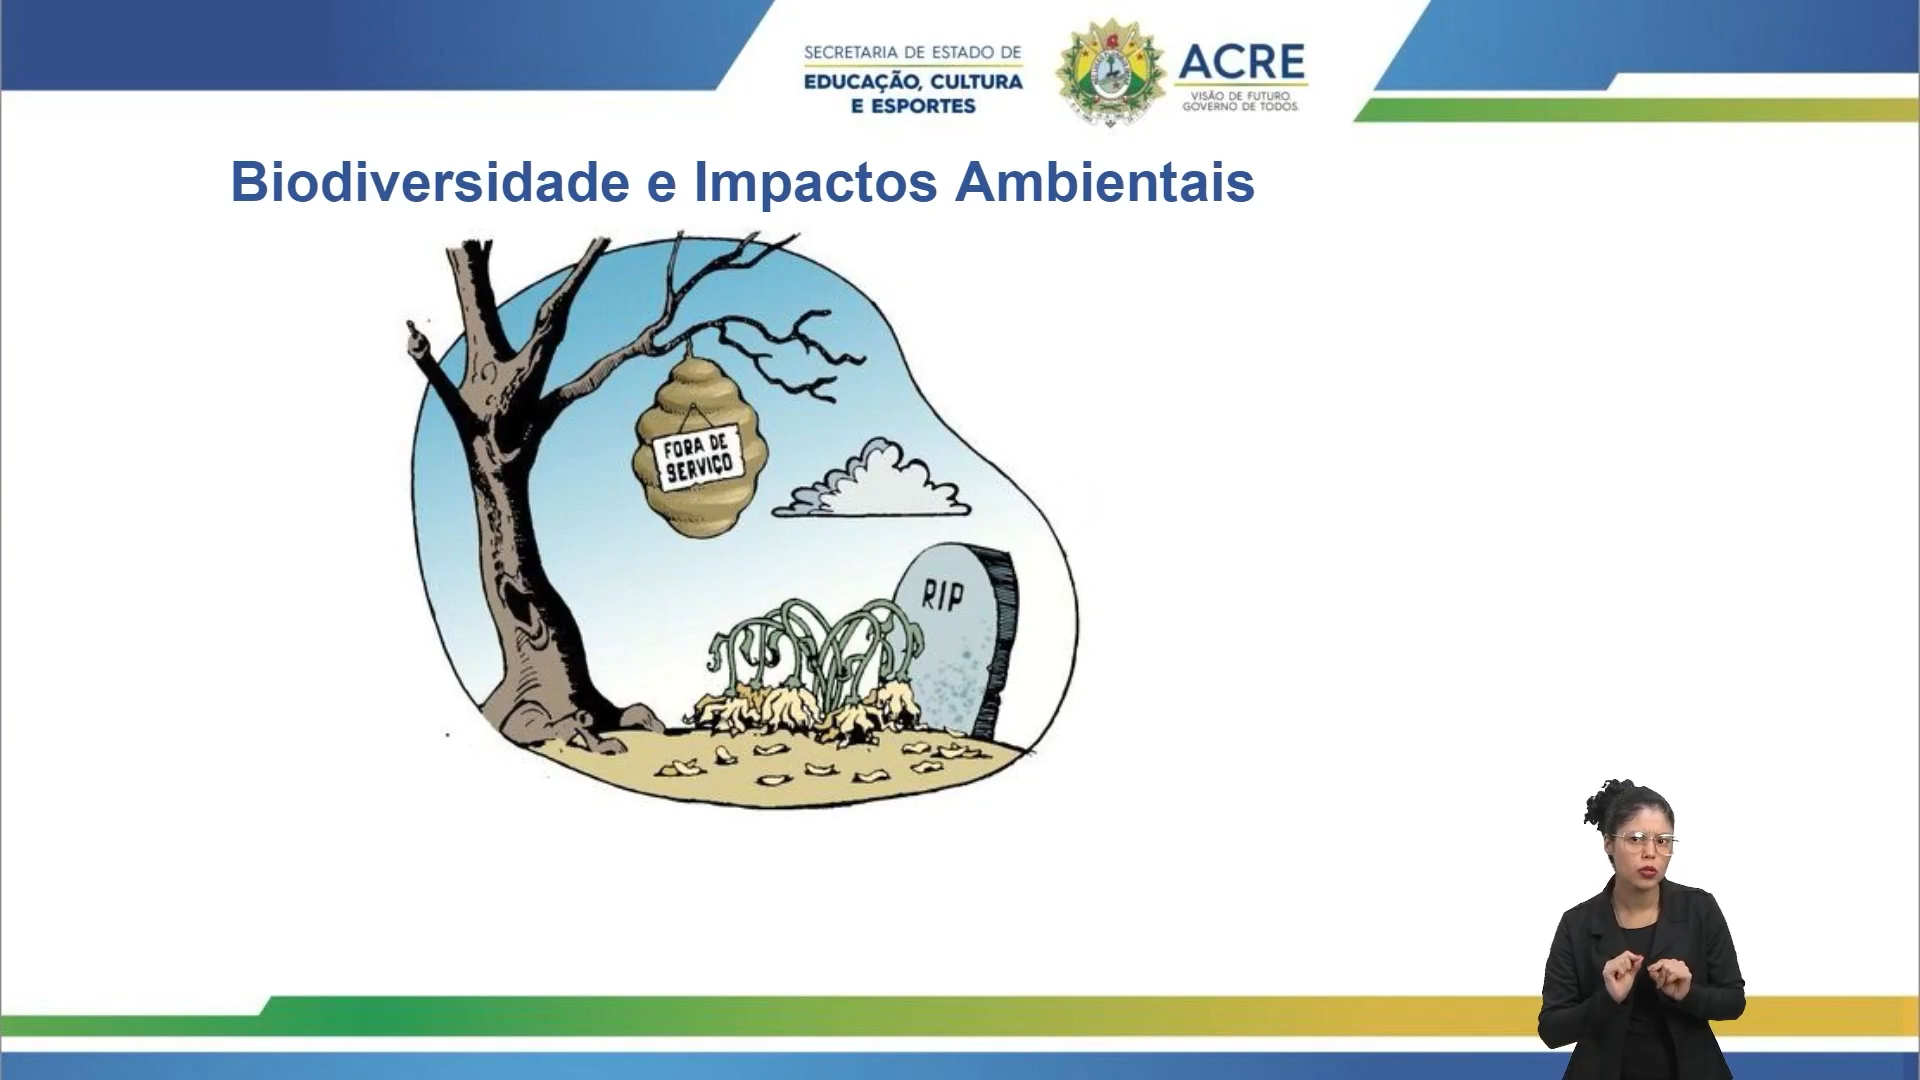 SECRETARIA DE ESTADO DE
EDUCAÇÃO, CULTURA
E ESPORTES
ACRE
VISÃO DE FUTURO.
GOVERNO DE TODOS.
Biodiversidade e Impactos Ambientais
FORA DE
SERVIÇO
RIP